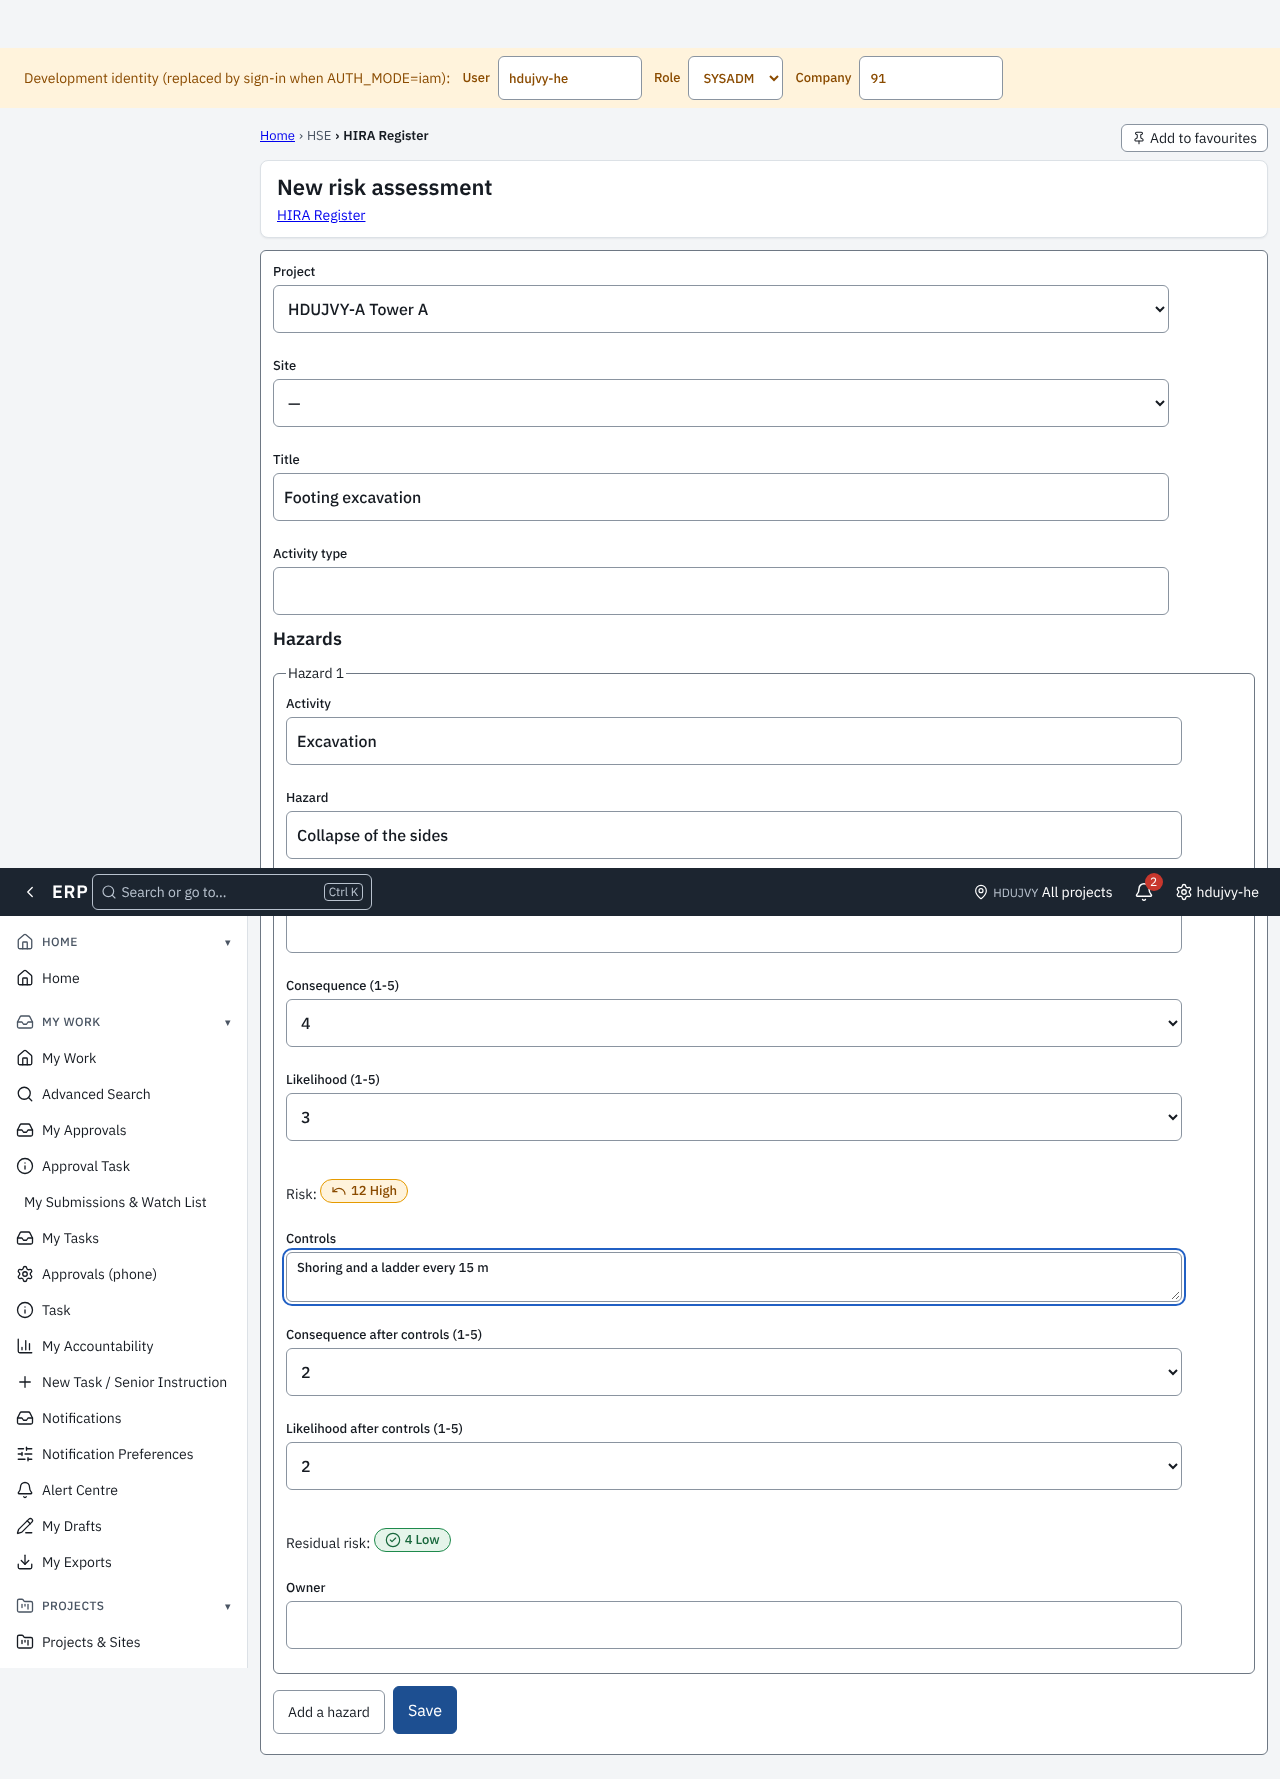 Development identity (replaced by sign-in when AUTH_MODE=iam): User hdujvy-he Role SYSADM Company 91
Home › HSE › HIRA Register
Add to favourites
New risk assessment
HIRA Register
Project
HDUJVY-A Tower A
Site
—
Title
Footing excavation
Activity type
Hazards
Hazard 1
Activity
Excavation
Hazard
Collapse of the sides
ERP Search or go to... Ctrl K HDUJVY All projects 2 hdujvy-he
HOME
Home
MY WORK
My Work
Advanced Search
My Approvals
Approval Task
My Submissions & Watch List
My Tasks
Approvals (phone)
Task
My Accountability
New Task / Senior Instruction
Notifications
Notification Preferences
Alert Centre
My Drafts
My Exports
PROJECTS
Projects & Sites
Consequence (1-5)
4
Likelihood (1-5)
3
Risk: 12 High
Controls
Shoring and a ladder every 15 m
Consequence after controls (1-5)
2
Likelihood after controls (1-5)
2
Residual risk: 4 Low
Owner
Add a hazard
Save